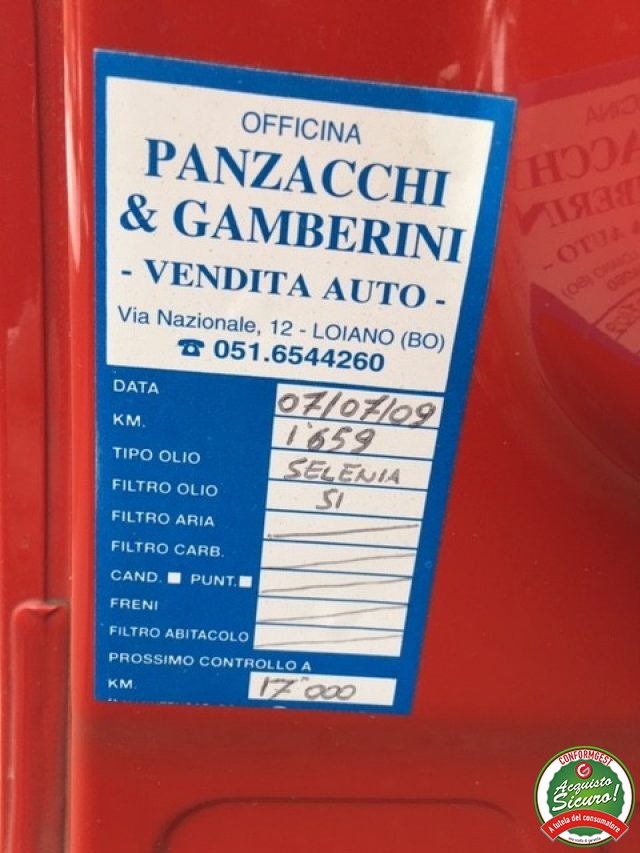 OFFICINA
PANZACCHI
& GAMBERINI
- VENDITA AUTO -
Via Nazionale, 12 - LOIANO (BO)
☎ 051.6544260
DATA 07/07/09
KM. 1'659
TIPO OLIO SELENIA
FILTRO OLIO SI
FILTRO ARIA
FILTRO CARB.
CAND. PUNT.
FRENI
FILTRO ABITACOLO
PROSSIMO CONTROLLO A
KM. 17'000
CONFORMGEST
Acquisto
Sicuro!
A tutela del consumatore